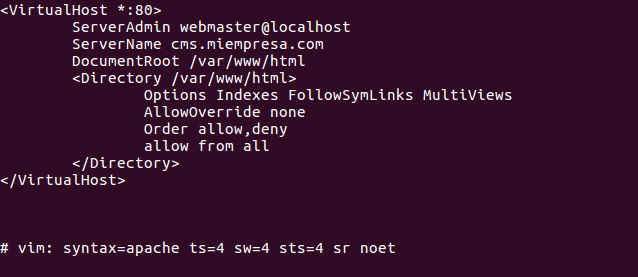 <VirtualHost *:80>
        ServerAdmin webmaster@localhost
        ServerName cms.miempresa.com
        DocumentRoot /var/www/html
        <Directory /var/www/html>
                Options Indexes FollowSymLinks MultiViews
                AllowOverride none
                Order allow,deny
                allow from all
        </Directory>
</VirtualHost>
# vim: syntax=apache ts=4 sw=4 sts=4 sr noet